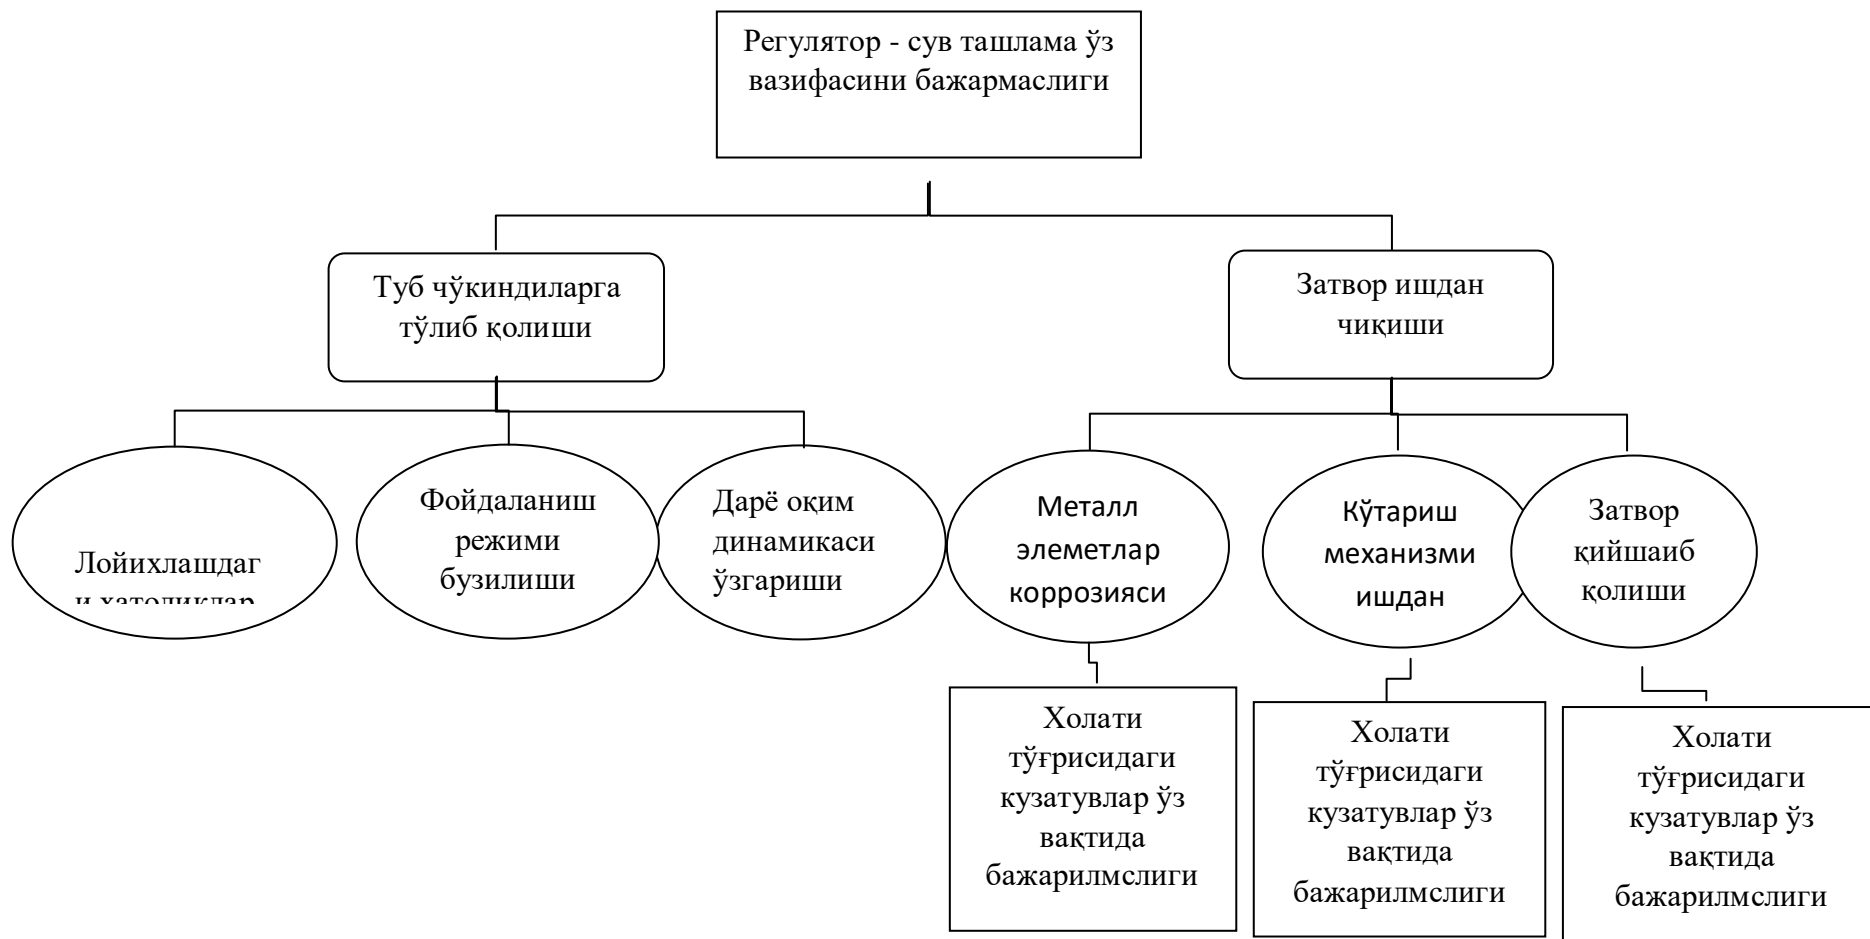 Регулятор - сув ташлама ўз
вазифасини бажармаслиги
Туб чўкиндиларга
тўлиб қолиши
Затвор ишдан
чиқиши
Лойихлашдаг
и хатоликлар
Фойдаланиш
режими
бузилиши
Дарё оқим
динамикаси
ўзгариши
Металл
элеметлар
коррозияси
Кўтариш
механизми
ишдан
Затвор
қийшаиб
қолиши
Холати
тўғрисидаги
кузатувлар ўз
вақтида
бажарилмслиги
Холати
тўғрисидаги
кузатувлар ўз
вақтида
бажарилмслиги
Холати
тўғрисидаги
кузатувлар ўз
вақтида
бажарилмслиги